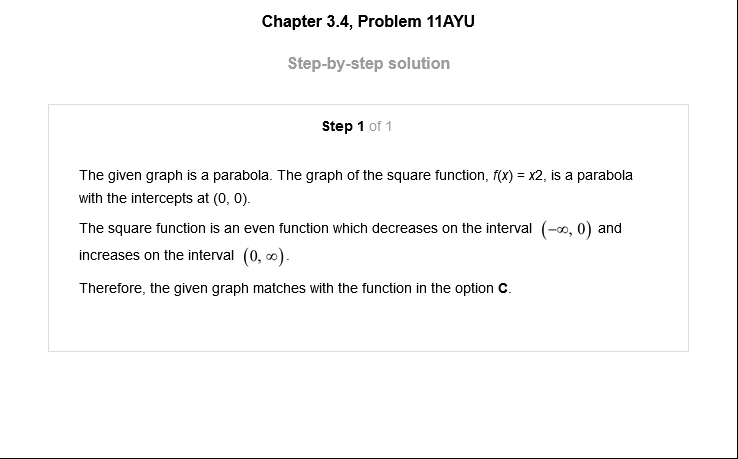 Chapter 3.4, Problem 11AYU
Step-by-step solution
Step 1 of 1
The given graph is a parabola. The graph of the square function, f(x) = x2, is a parabola
with the intercepts at (0, 0).
The square function is an even function which decreases on the interval (−∞, 0) and
increases on the interval (0, ∞).
Therefore, the given graph matches with the function in the option C.